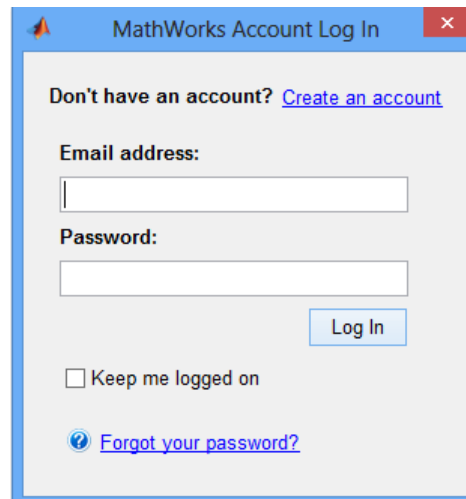 MathWorks Account Log In
Don't have an account? Create an account
Email address:
Password:
Log In
Keep me logged on
Forgot your password?